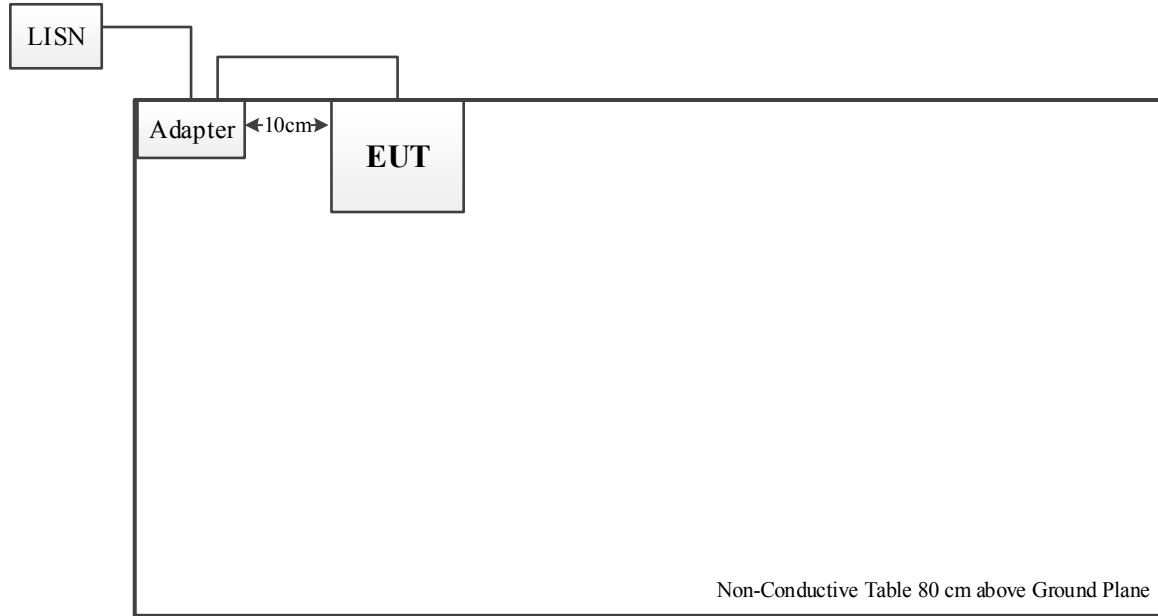 LISN
Adapter
10cm
EUT
Non-Conductive Table 80 cm above Ground Plane